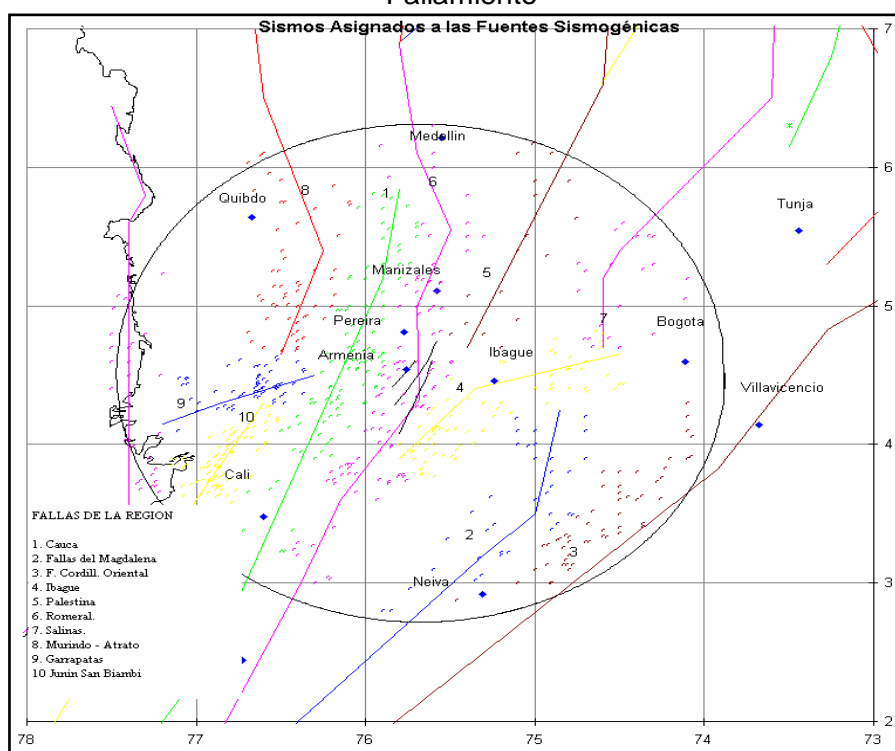 Fallamiento
Sismos Asignados a las Fuentes Sismogénicas
7
Medellin
6
8
1
6
Quibdo
Tunja
Manizales
5
5
Pereira
7
Bogota
Armenia
Ibague
4
Villavicencio
9
10
4
Cali
FALLAS DE LA REGION
1. Cauca
2. Fallas del Magdalena
3. F. Cordill. Oriental
4. Ibague
5. Palestina
6. Romeral.
7. Salinas.
8. Murindo - Atrato
9. Garrapatas
10 Junin San Biambi
2
3
Neiva
3
2
78
77
76
75
74
73